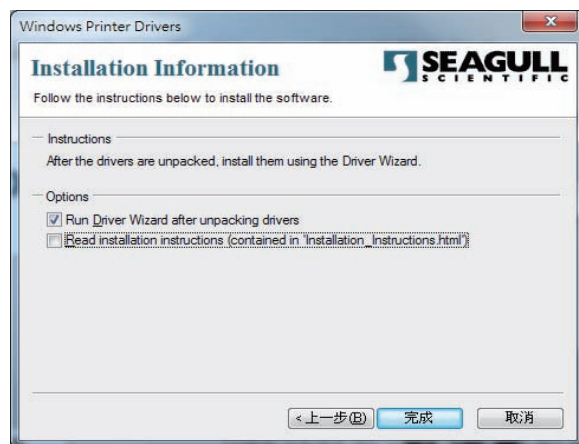 Windows Printer Drivers
Installation Information
SEAGULL
SCIENTIFIC
Follow the instructions below to install the software.
Instructions
After the drivers are unpacked, install them using the Driver Wizard.
Options
Run Driver Wizard after unpacking drivers
Read installation instructions (contained in 'Installation_Instructions.html')
<上一步(B)
完成
取消